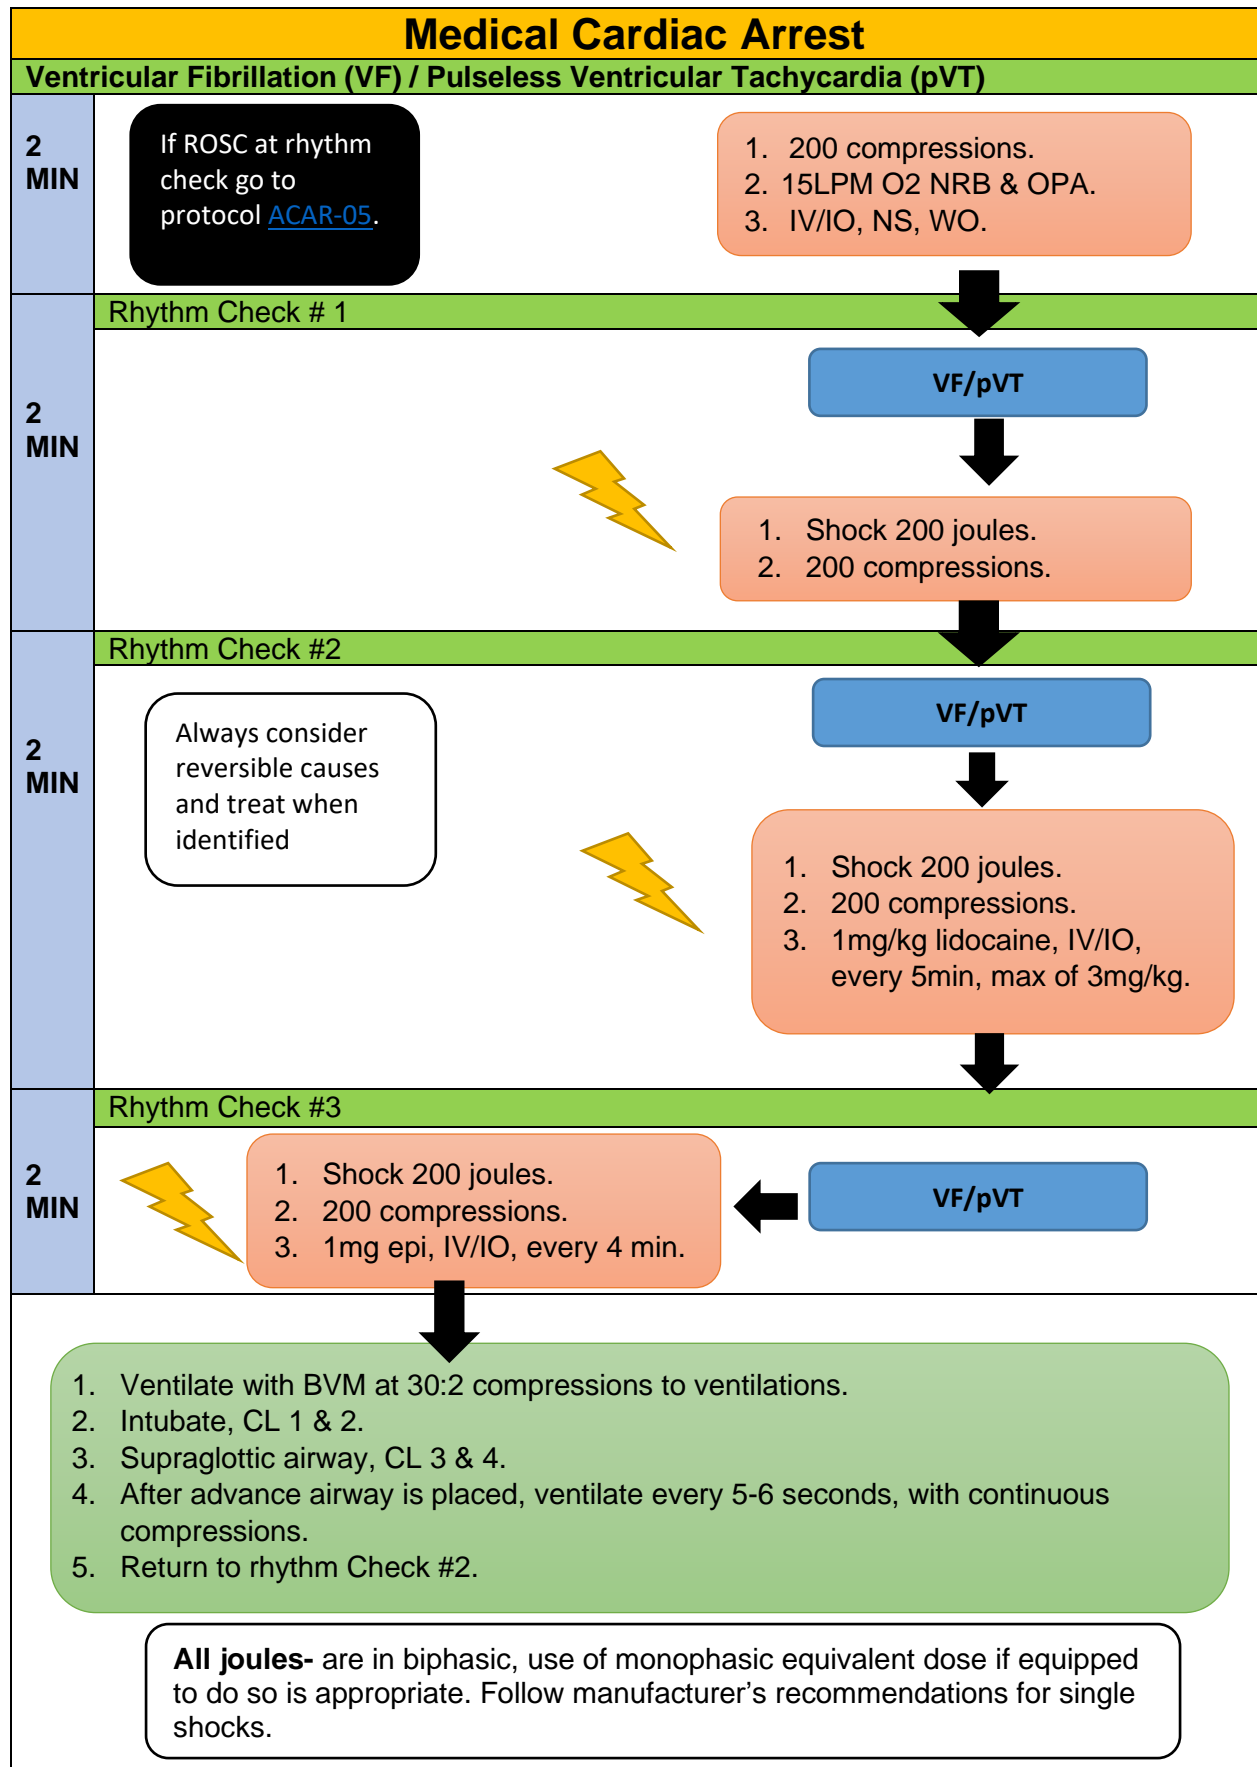 Medical Cardiac Arrest
Ventricular Fibrillation (VF) / Pulseless Ventricular Tachycardia (pVT)
2
MIN
If ROSC at rhythm
check go to
protocol ACAR-05.
1. 200 compressions.
2. 15LPM O2 NRB & OPA.
3. IV/IO, NS, WO.
Rhythm Check # 1
2
MIN
VF/pVT
1. Shock 200 joules.
2. 200 compressions.
Rhythm Check #2
2
MIN
Always consider
reversible causes
and treat when
identified
VF/pVT
1. Shock 200 joules.
2. 200 compressions.
3. 1mg/kg lidocaine, IV/IO,
every 5min, max of 3mg/kg.
Rhythm Check #3
2
MIN
1. Shock 200 joules.
2. 200 compressions.
3. 1mg epi, IV/IO, every 4 min.
VF/pVT
1. Ventilate with BVM at 30:2 compressions to ventilations.
2. Intubate, CL 1 & 2.
3. Supraglottic airway, CL 3 & 4.
4. After advance airway is placed, ventilate every 5-6 seconds, with continuous
compressions.
5. Return to rhythm Check #2.
All joules- are in biphasic, use of monophasic equivalent dose if equipped
to do so is appropriate. Follow manufacturer’s recommendations for single
shocks.